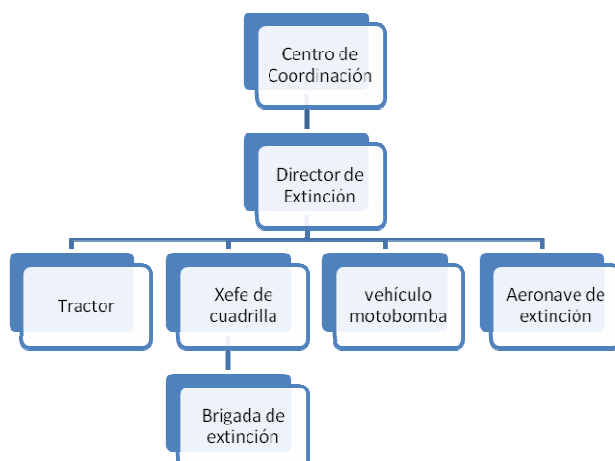 Centro de
Coordinación
Director de
Extinción
Tractor
Xefe de
cuadrilla
vehículo
motobomba
Aeronave de
extinción
Brigada de
extinción